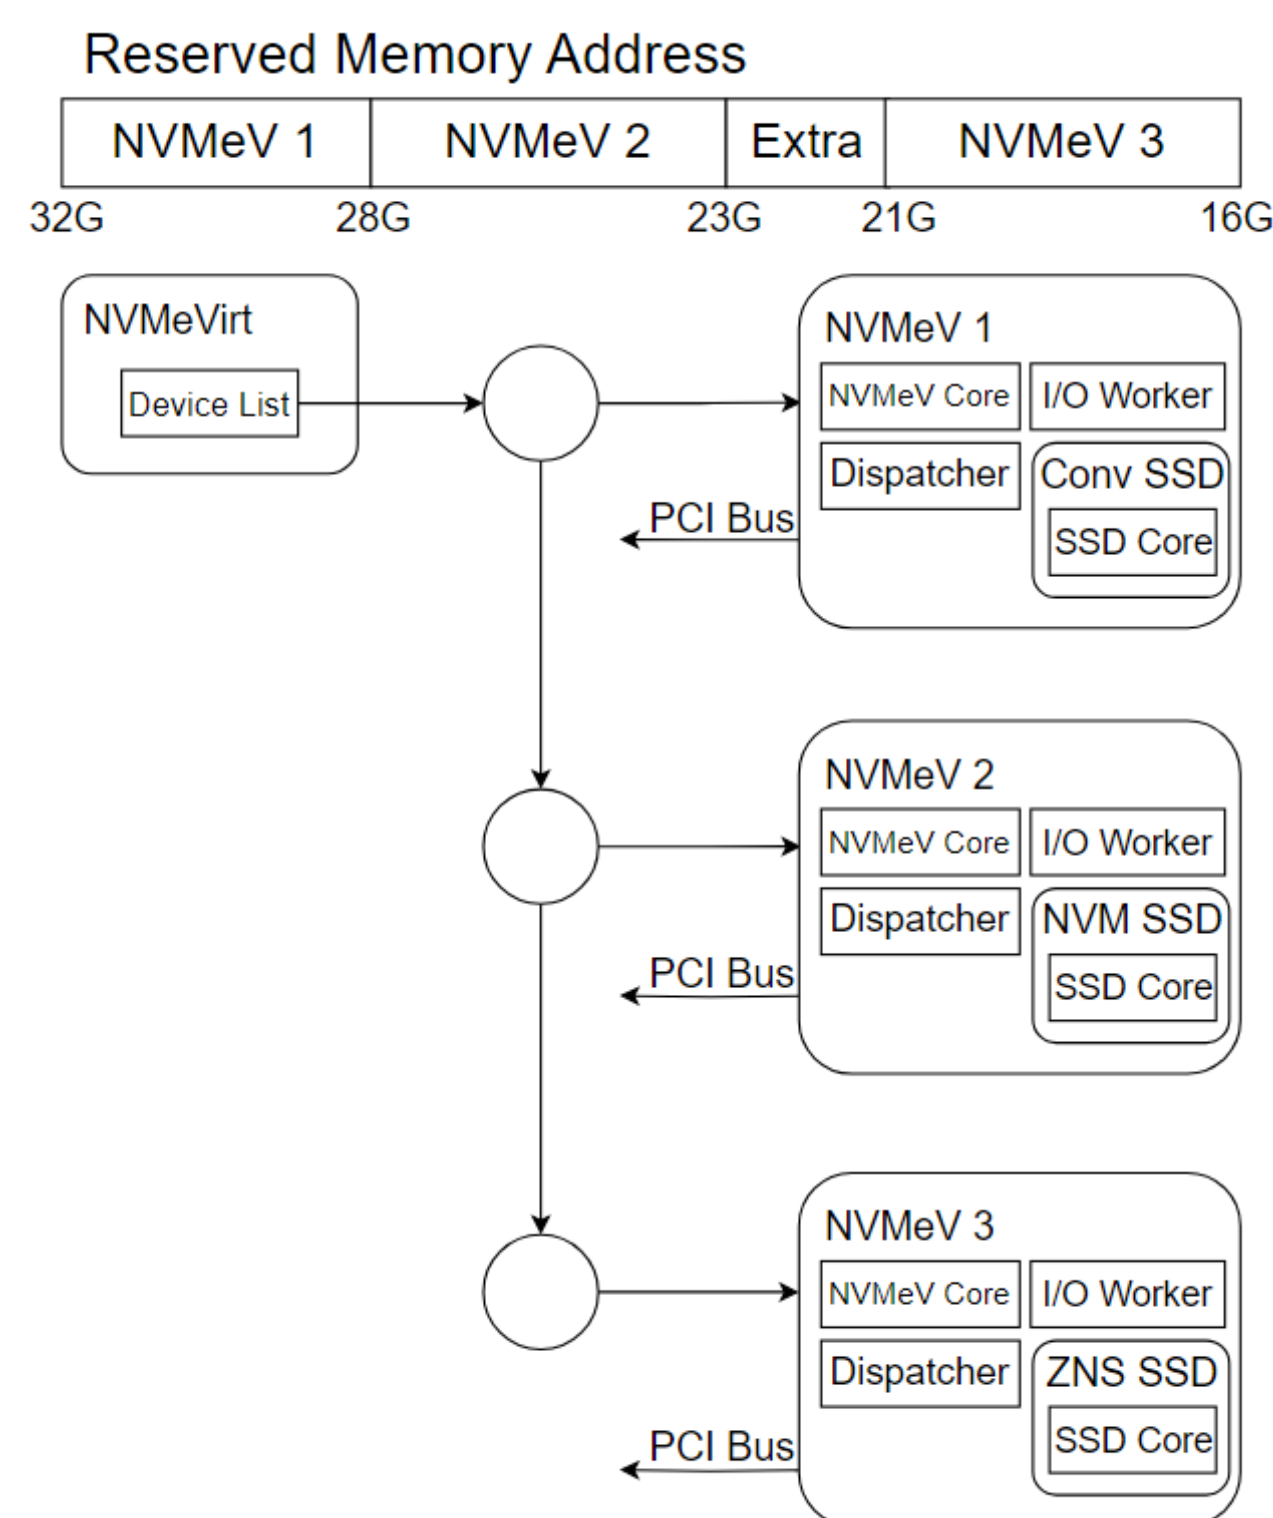 Reserved Memory Address
NVMeV 1 NVMeV 2 Extra NVMeV 3
32G 28G 23G 21G 16G
NVMeVirt
Device List
NVMeV 1
NVMeV Core I/O Worker
Dispatcher Conv SSD
SSD Core
PCI Bus
NVMeV 2
NVMeV Core I/O Worker
Dispatcher NVM SSD
SSD Core
PCI Bus
NVMeV 3
NVMeV Core I/O Worker
Dispatcher ZNS SSD
SSD Core
PCI Bus